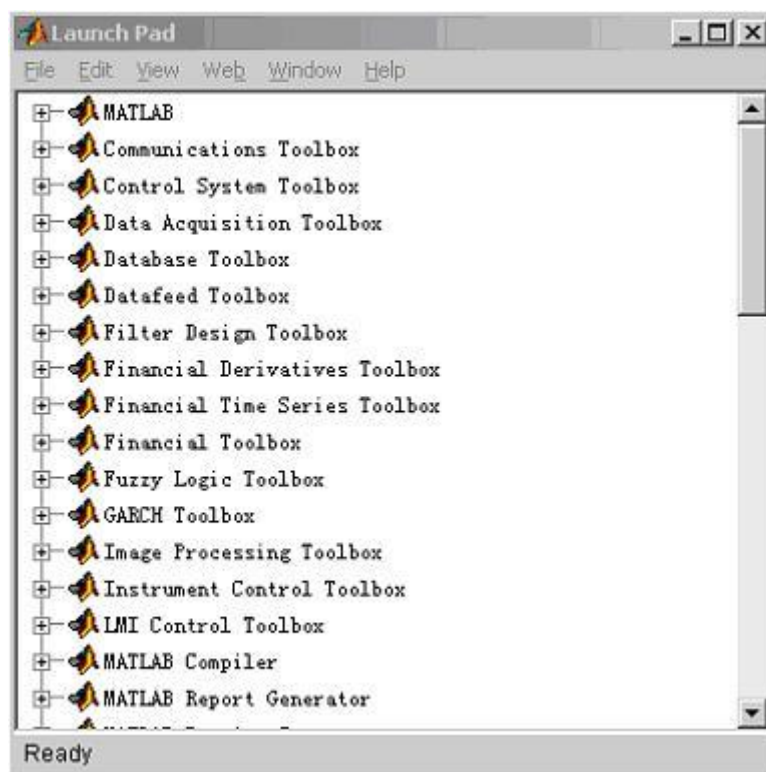 Launch Pad
File Edit View Web Window Help
MATLAB
Communications Toolbox
Control System Toolbox
Data Acquisition Toolbox
Database Toolbox
Datafeed Toolbox
Filter Design Toolbox
Financial Derivatives Toolbox
Financial Time Series Toolbox
Financial Toolbox
Fuzzy Logic Toolbox
GARCH Toolbox
Image Processing Toolbox
Instrument Control Toolbox
LMI Control Toolbox
MATLAB Compiler
MATLAB Report Generator
Ready